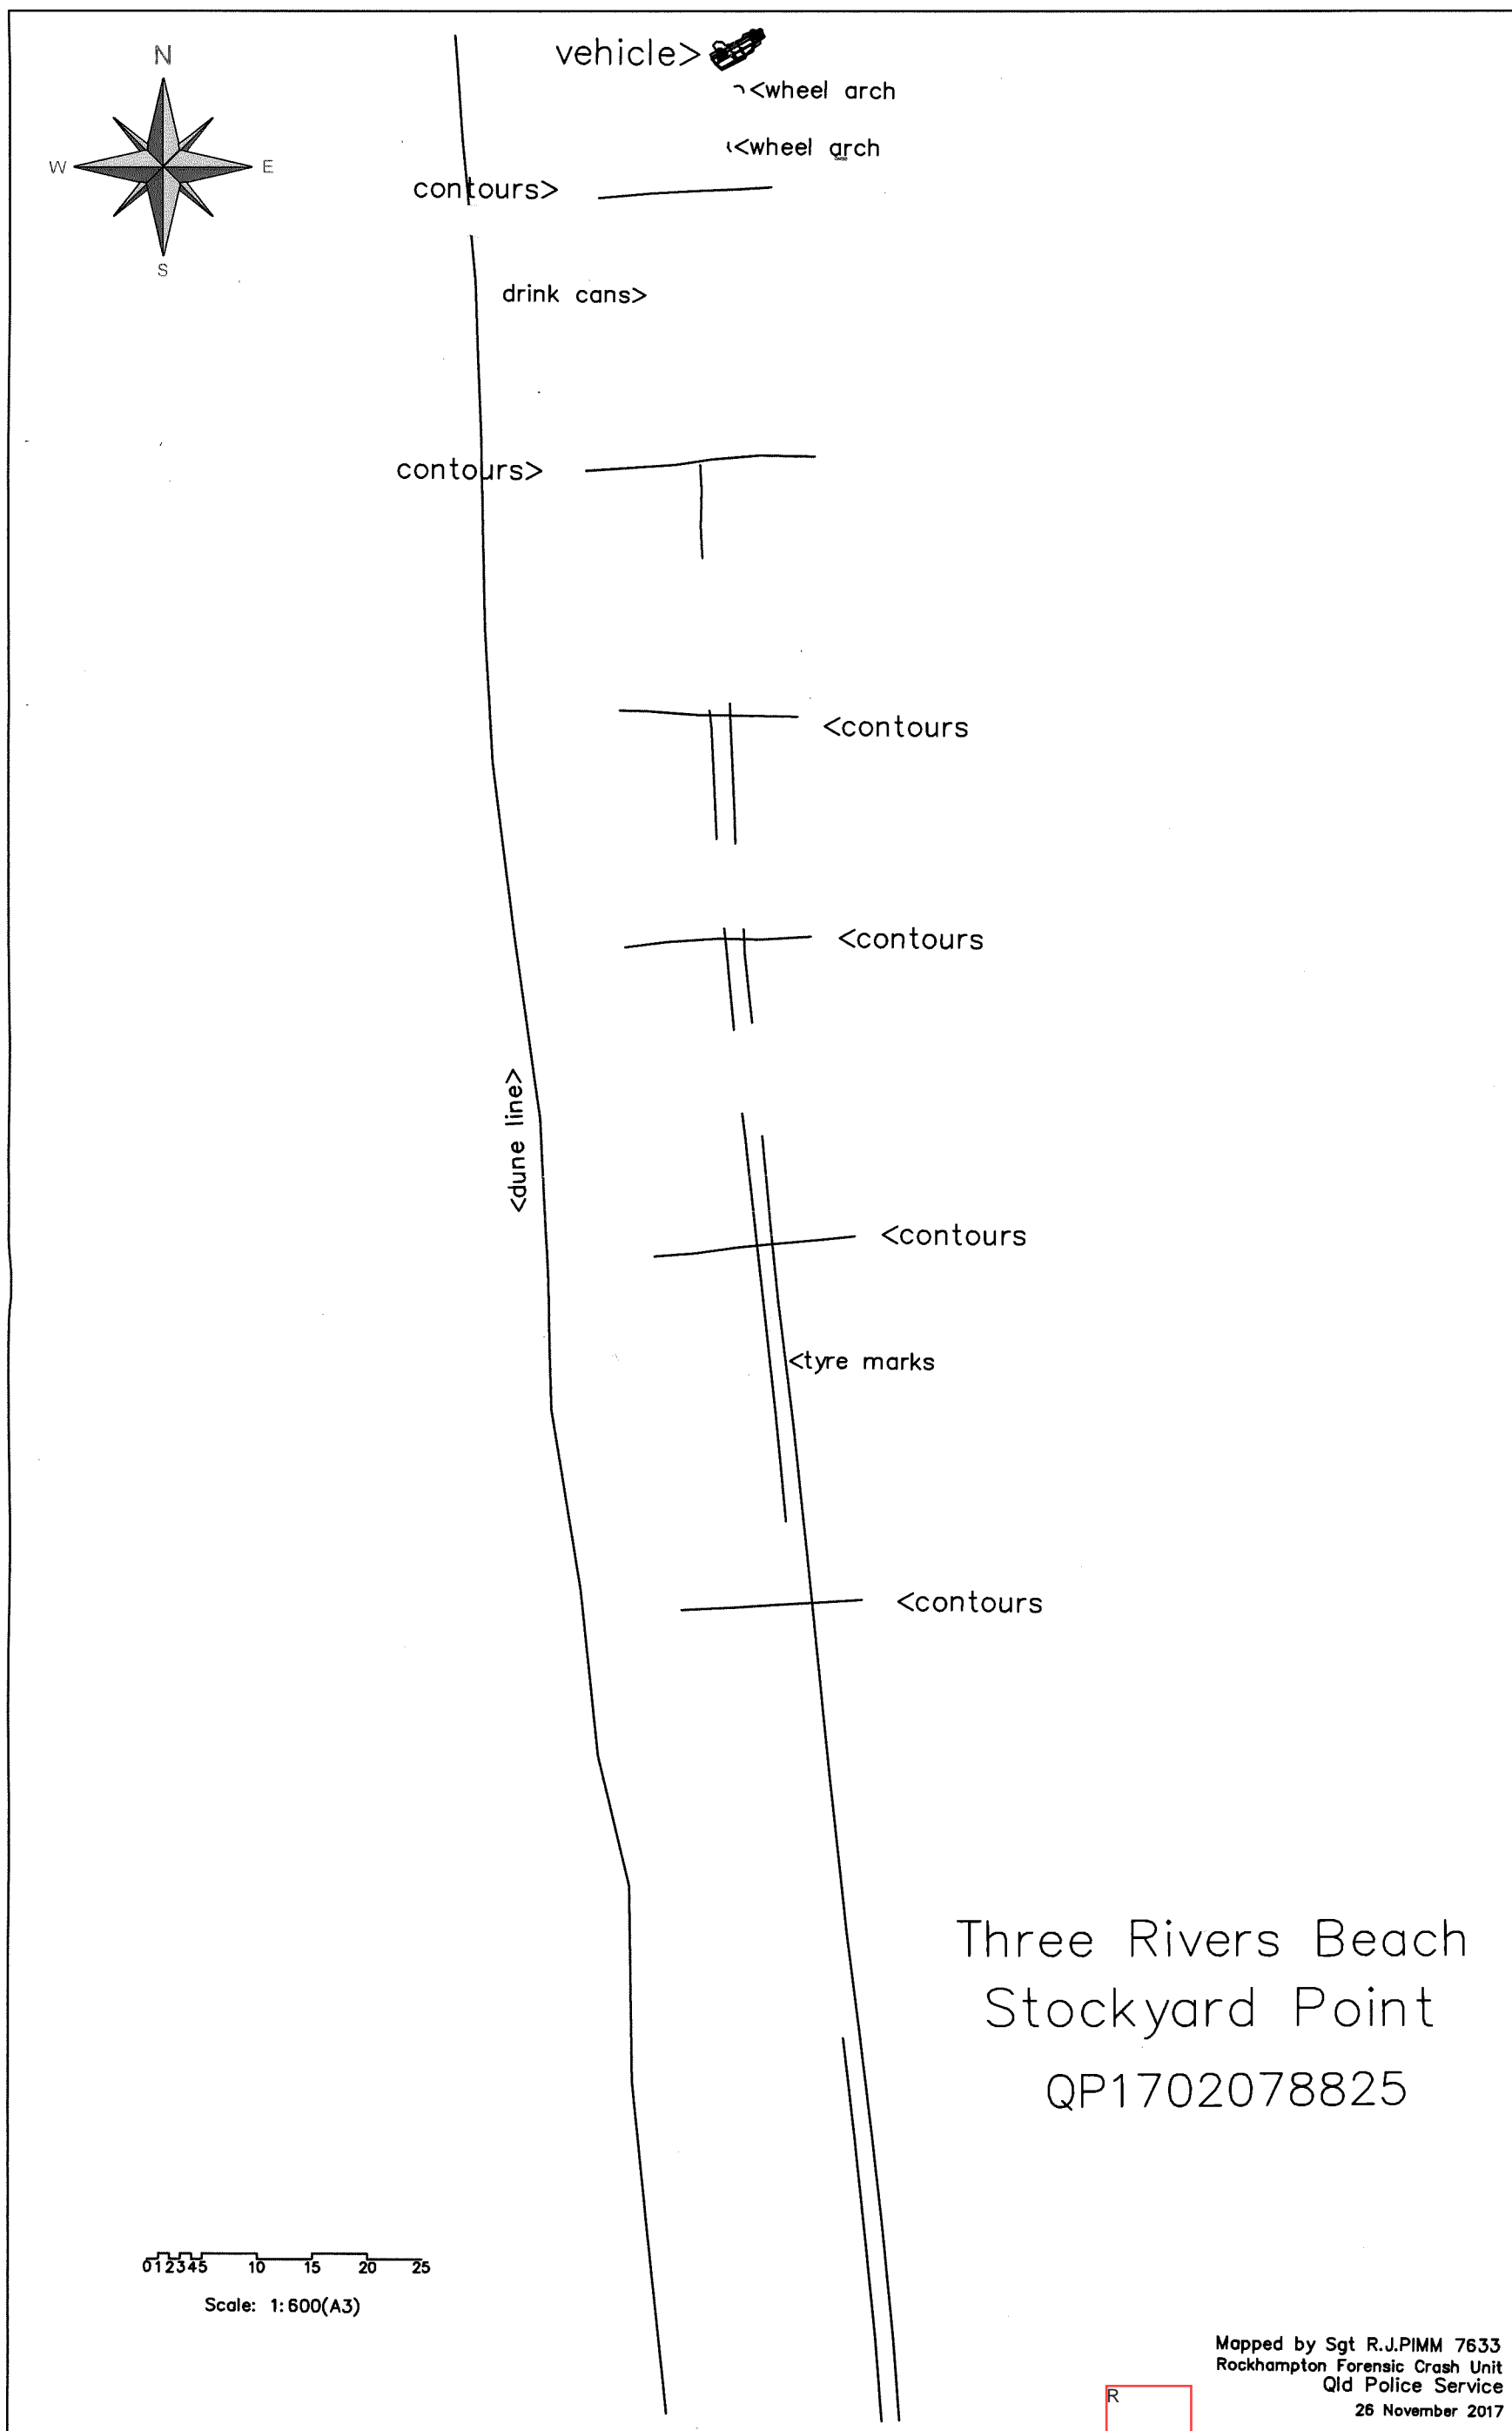 N
vehicle>
<wheel arch
W
E
<wheel arch
contours>
S
drink cans>
contours>
<contours
<contours
<dune line>
<contours
<tyre marks
<contours
Three Rivers Beach
Stockyard Point
QP1702078825
0 1 2 3 4 5 10 15 20 25
Scale: 1:600(A3)
Mapped by Sgt R.J.PIMM 7633
Rockhampton Forensic Crash Unit
Qld Police Service
R
26 November 2017